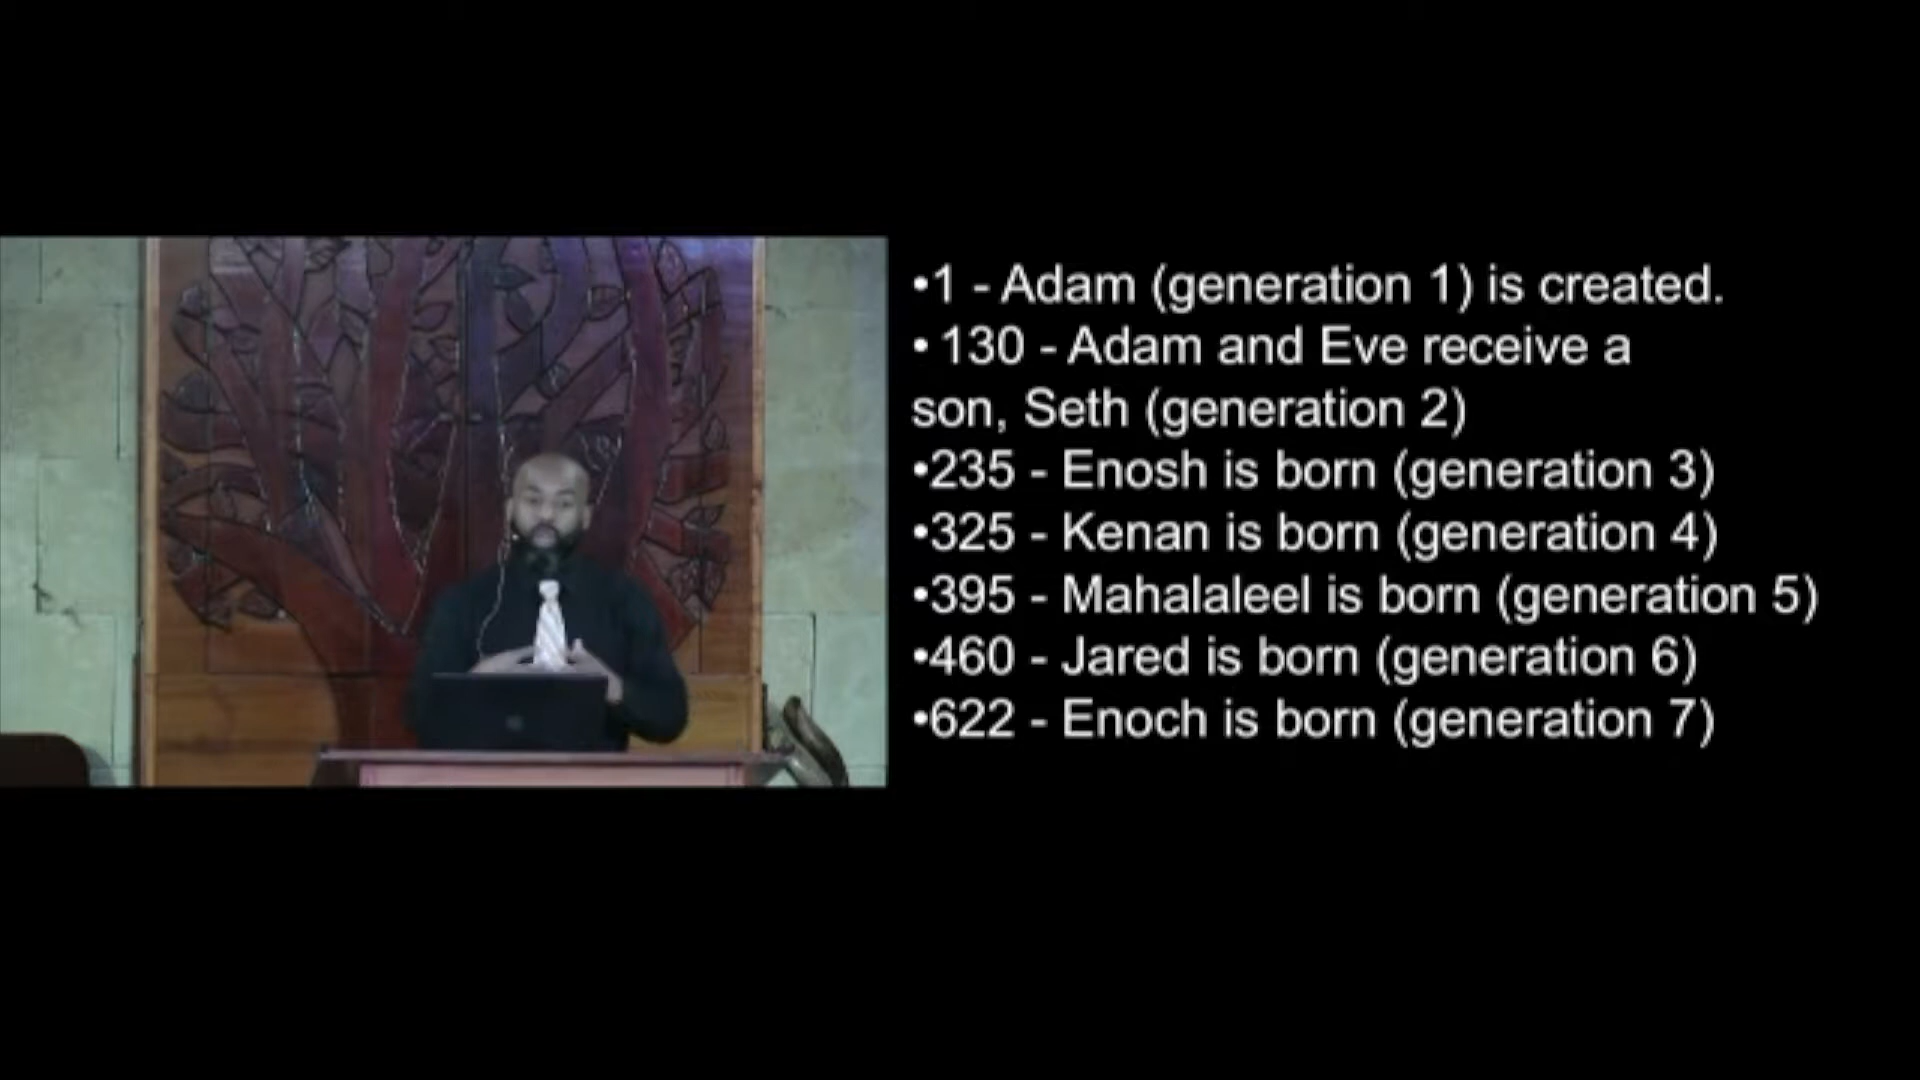 •1 - Adam (generation 1) is created.
• 130 - Adam and Eve receive a
son, Seth (generation 2)
•235 - Enosh is born (generation 3)
•325 - Kenan is born (generation 4)
•395 - Mahalaleel is born (generation 5)
•460 - Jared is born (generation 6)
•622 - Enoch is born (generation 7)